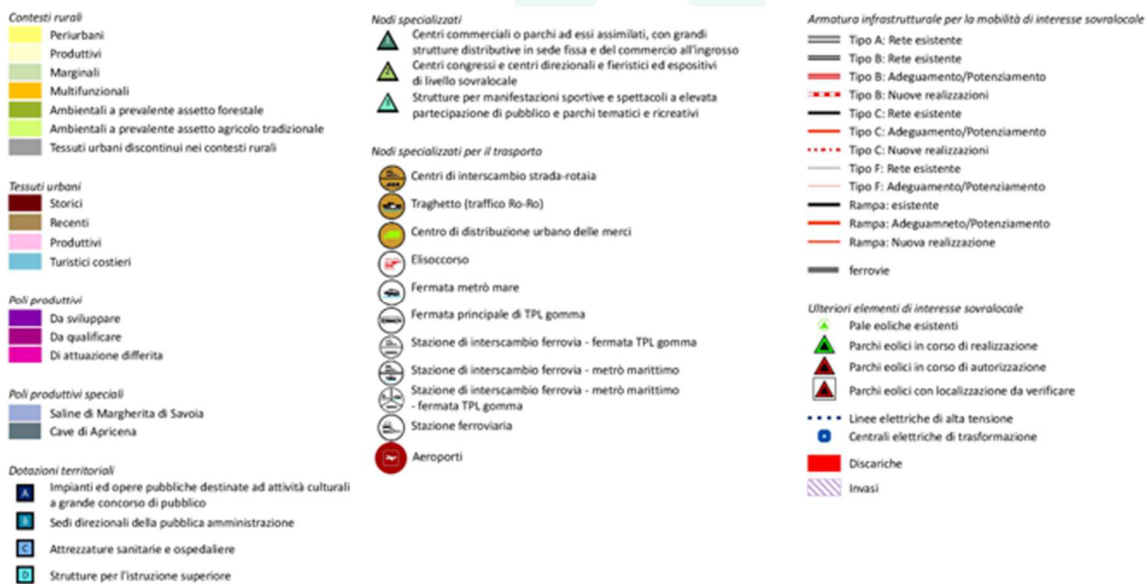 Contesti rurali
Periurbani
Produttivi
Marginali
Multifunzionali
Ambientali a prevalente assetto forestale
Ambientali a prevalente assetto agricolo tradizionale
Tessuti urbani discontinui nei contesti rurali
Tessuti urbani
Storici
Recenti
Produttivi
Turistici costieri
Poli produttivi
Da sviluppare
Da qualificare
Di attuazione differita
Poli produttivi speciali
Saline di Margherita di Savoia
Cave di Apricena
Dotazioni territoriali
A Impianti ed opere pubbliche destinate ad attività culturali
a grande concorso di pubblico
B Sedi direzionali della pubblica amministrazione
C Attrezzature sanitarie e ospedaliere
D Strutture per l'istruzione superiore
Nodi specializzati
1 Centri commerciali o parchi ad essi assimilati, con grandi
strutture distributive in sede fissa e del commercio all'ingrosso
2 Centri congressi e centri direzionali e fieristici ed espositivi
di livello sovralocale
3 Strutture per manifestazioni sportive e spettacoli a elevata
partecipazione di pubblico e parchi tematici e ricreativi
Nodi specializzati per il trasporto
Centri di interscambio strada-rotaia
Traghetto (traffico Ro-Ro)
Centro di distribuzione urbano delle merci
Elisoccorso
Fermata metrò mare
Fermata principale di TPL gomma
Stazione di interscambio ferrovia - fermata TPL gomma
Stazione di interscambio ferrovia - metrò marittimo
Stazione di interscambio ferrovia - metrò marittimo
- fermata TPL gomma
Stazione ferroviaria
Aeroporti
Armatura infrastrutturale per la mobilità di interesse sovralocale
Tipo A: Rete esistente
Tipo B: Rete esistente
Tipo B: Adeguamento/Potenziamento
Tipo B: Nuove realizzazioni
Tipo C: Rete esistente
Tipo C: Adeguamento/Potenziamento
Tipo C: Nuove realizzazioni
Tipo F: Rete esistente
Tipo F: Adeguamento/Potenziamento
Rampa: esistente
Rampa: Adeguamneto/Potenziamento
Rampa: Nuova realizzazione
ferrovie
Ulteriori elementi di interesse sovralocale
Pale eoliche esistenti
Parchi eolici in corso di realizzazione
Parchi eolici in corso di autorizzazione
Parchi eolici con localizzazione da verificare
Linee elettriche di alta tensione
Centrali elettriche di trasformazione
Discariche
Invasi